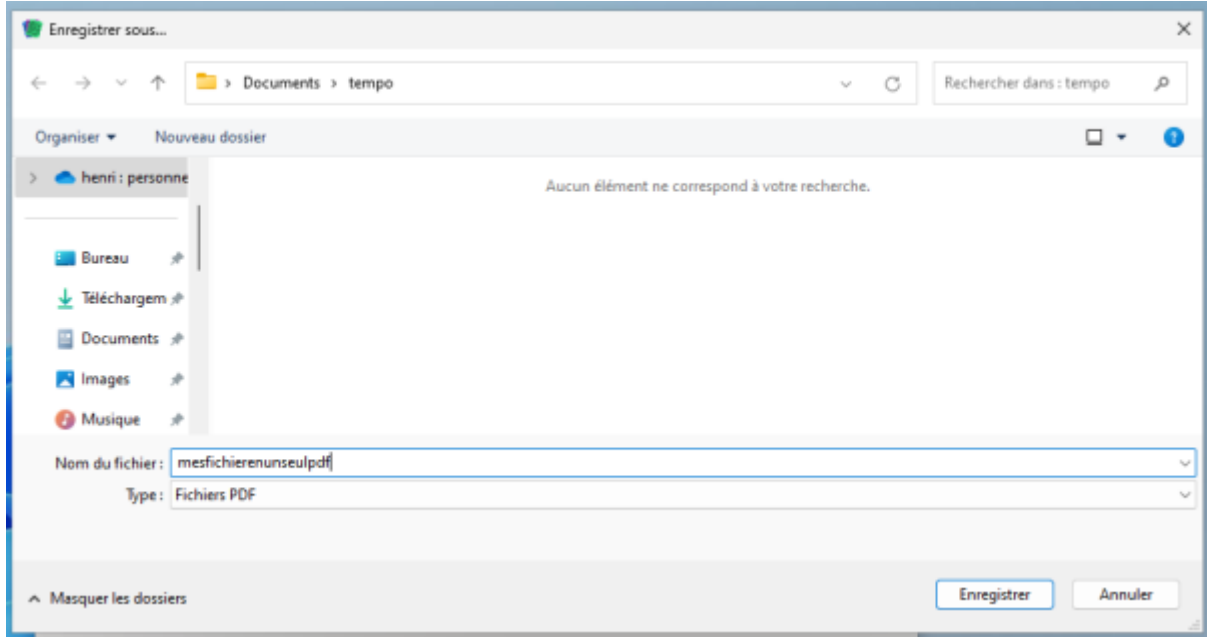 Enregistrer sous...
Documents > tempo
Rechercher dans : tempo
Organiser
Nouveau dossier
henri : personne
Aucun élément ne correspond à votre recherche.
Bureau
Téléchargem
Documents
Images
Musique
Nom du fichier : mesfichierenunseulpdf
Type : Fichiers PDF
Masquer les dossiers
Enregistrer
Annuler